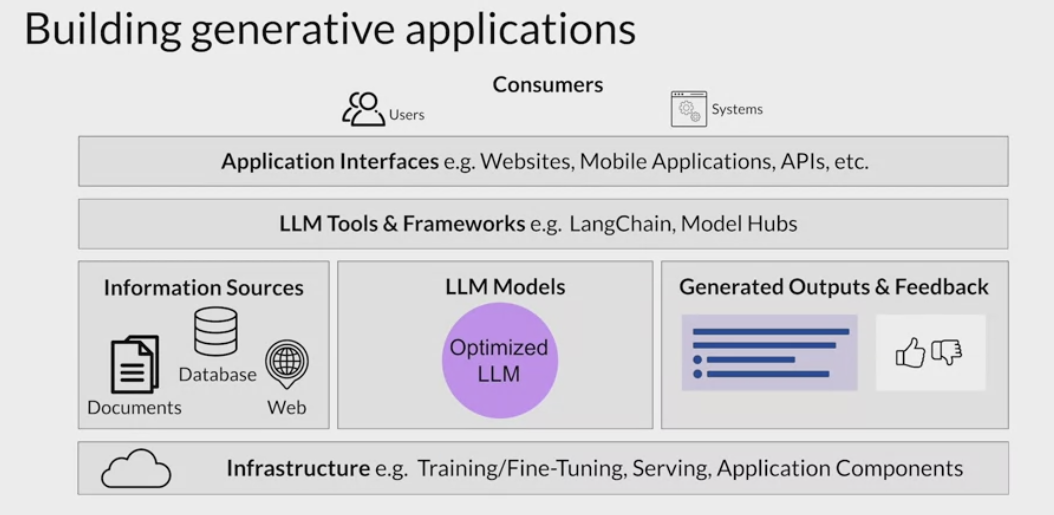 Building generative applications
Consumers
Users
Systems
Application Interfaces e.g. Websites, Mobile Applications, APIs, etc.
LLM Tools & Frameworks e.g. LangChain, Model Hubs
Information Sources
Documents
Database
Web
LLM Models
Optimized
LLM
Generated Outputs & Feedback
Infrastructure e.g. Training/Fine-Tuning, Serving, Application Components